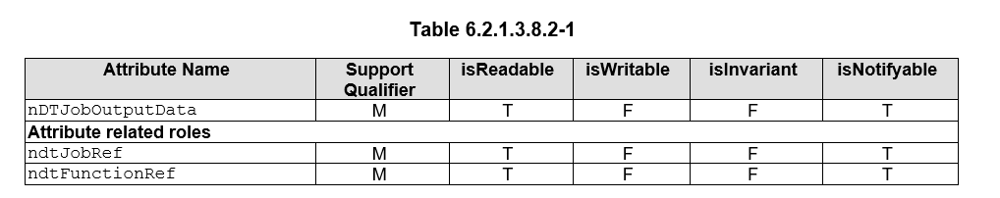 Table 6.2.1.3.8.2-1
Attribute Name Support Qualifier isReadable isWritable isInvariant isNotifyable
nDTJobOutputData M T F F T
Attribute related roles
ndtJobRef M T F F T
ndtFunctionRef M T F F T